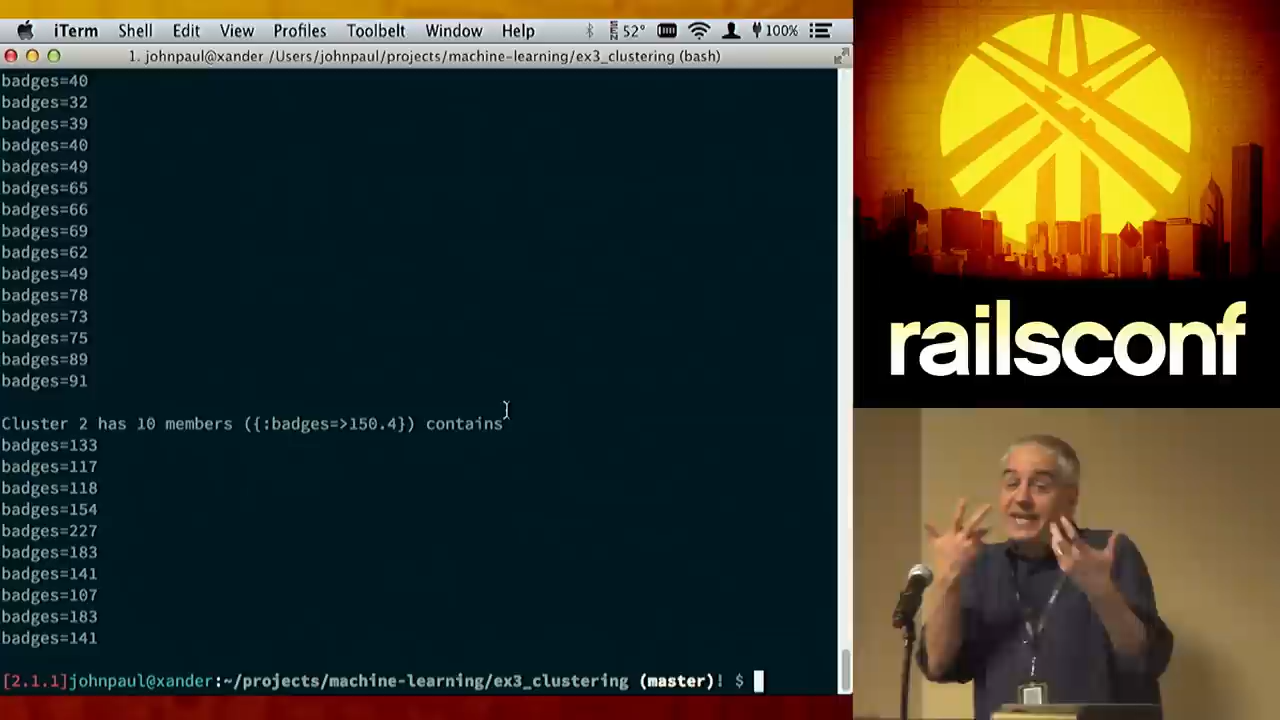 iTerm Shell Edit View Profiles Toolbelt Window Help 52° 100%
1. johnpaul@xander /Users/johnpaul/projects/machine-learning/ex3_clustering (bash)
badges=40
badges=32
badges=39
badges=40
badges=49
badges=65
badges=66
badges=69
badges=62
badges=49
badges=78
badges=73
badges=75
badges=89
badges=91
Cluster 2 has 10 members ({:badges=>150.4}) contains
badges=133
badges=117
badges=118
badges=154
badges=227
badges=183
badges=141
badges=107
badges=183
badges=141
[2.1.1]johnpaul@xander:~/projects/machine-learning/ex3_clustering (master)! $
railsconf